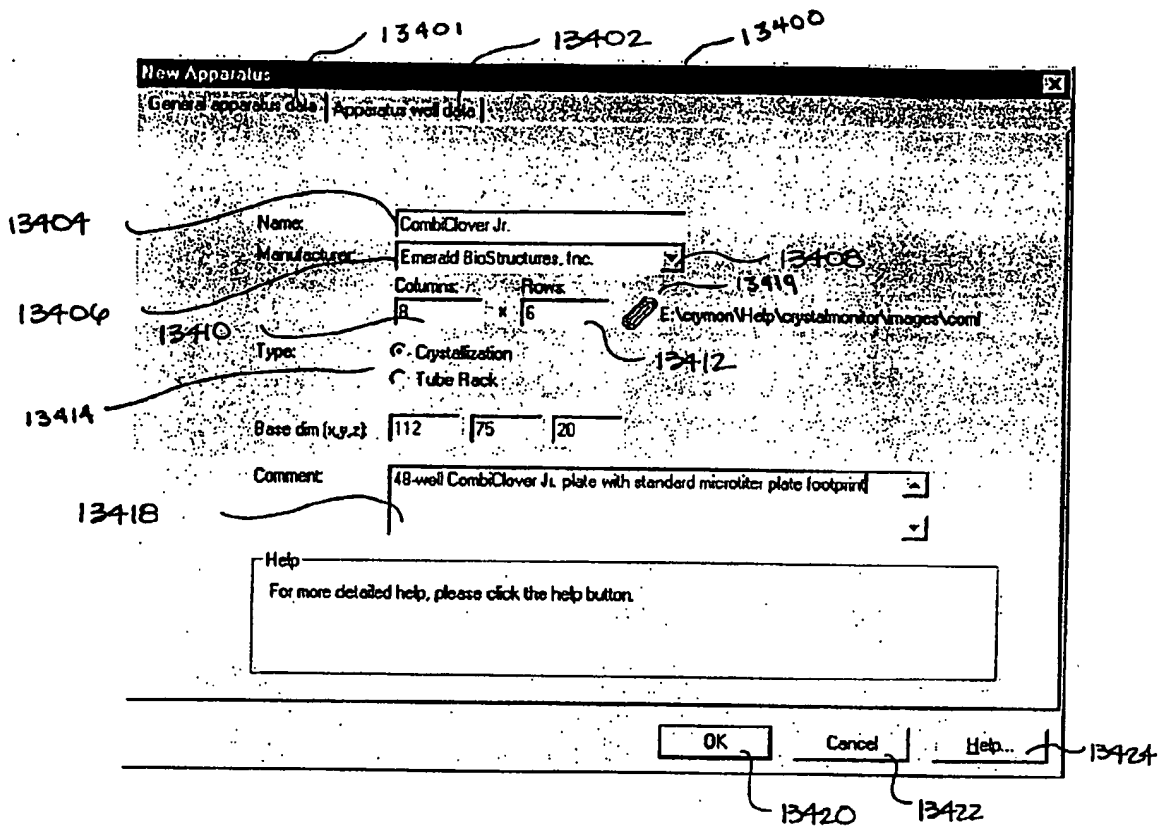 13401 13402 13400
New Apparatus
General apparatus data Apparatus well data
13404 Name: CombiClover Jr.
Manufacturer: Emerald BioStructures, Inc. 13408
13406 Columns: Rows: 13419
13410 8 x 6 E:\crymon\Help\crystalmonitor\images\coml
Type: Crystallization 13412
Tube Rack
13414
Base dim (x,y,z): 112 75 20
Comment: 48-well CombiClover Jr. plate with standard microtiter plate footprint
13418
Help
For more detailed help, please click the help button.
OK Cancel Help... 13424
13420 13422